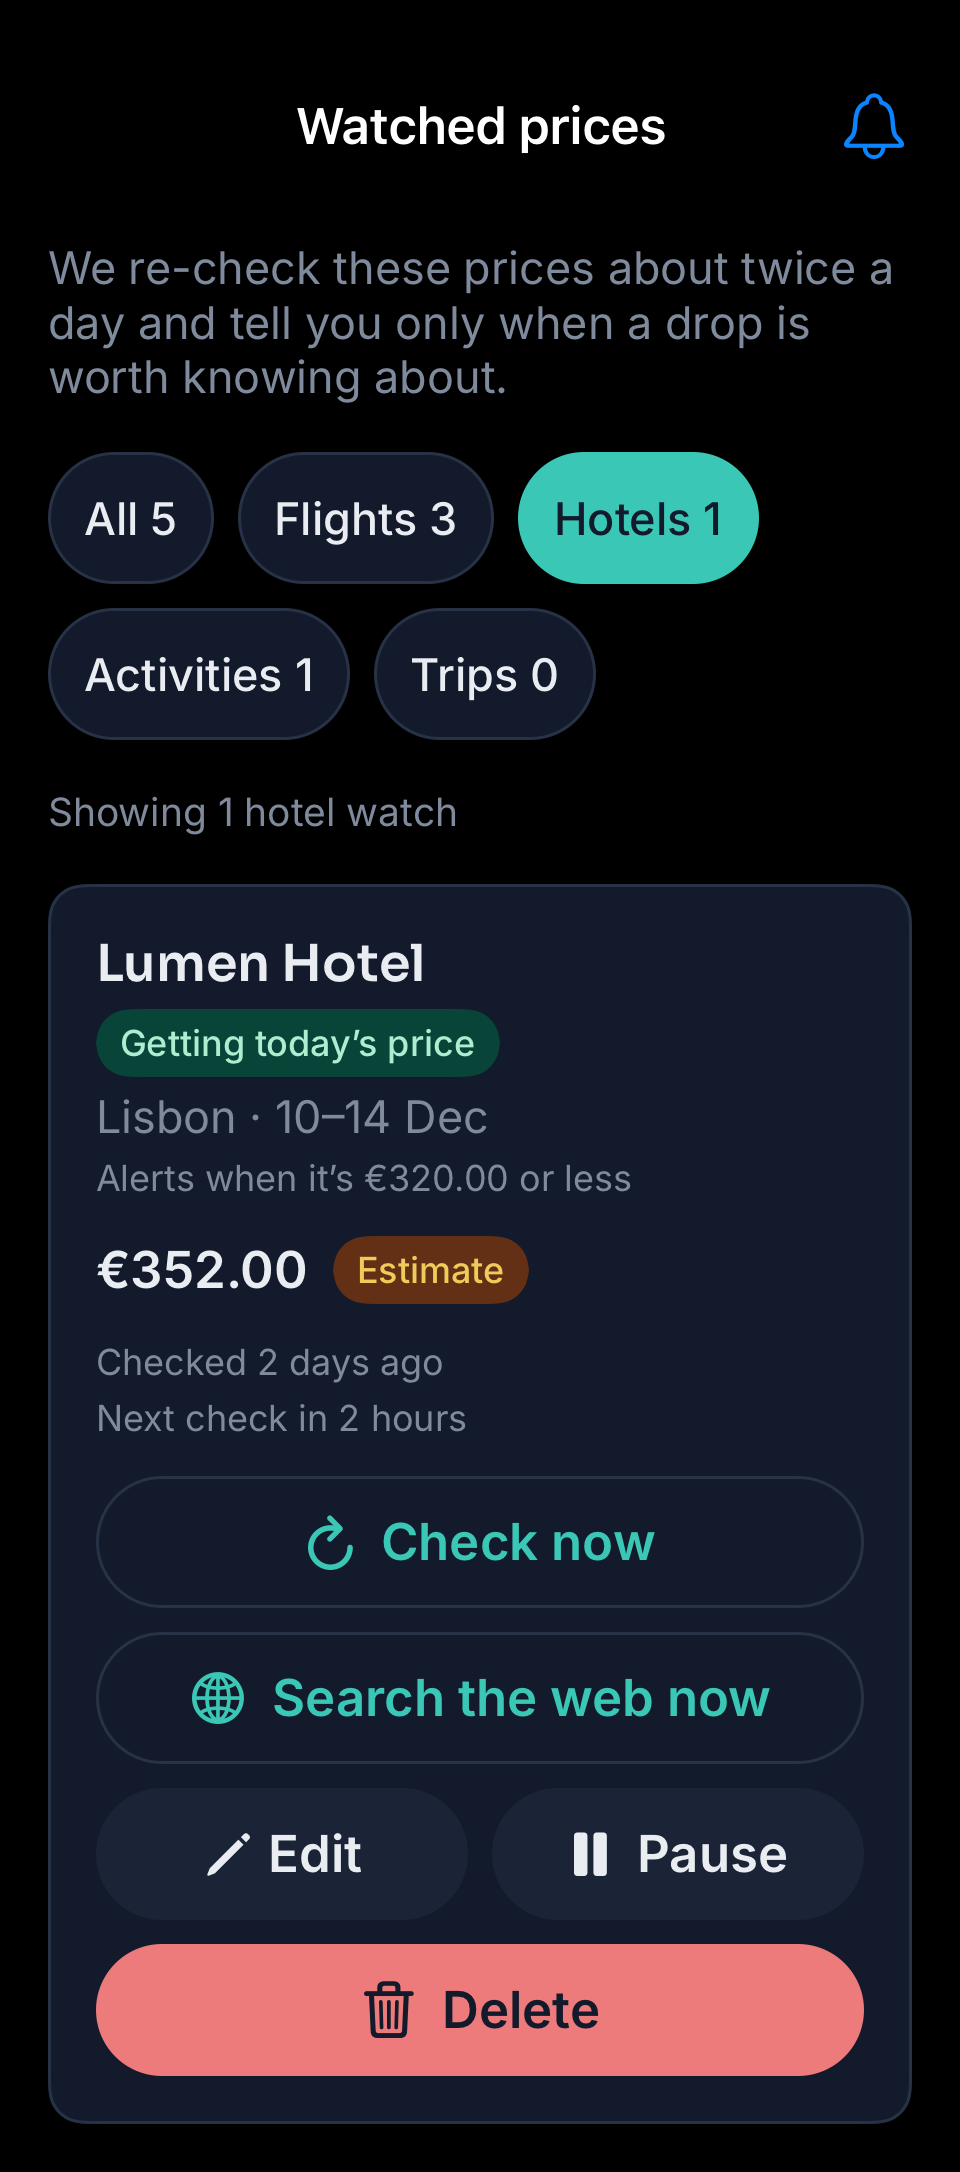 Watched prices
We re-check these prices about twice a
day and tell you only when a drop is
worth knowing about.
All 5
Flights 3
Hotels 1
Activities 1
Trips 0
Showing 1 hotel watch
Lumen Hotel
Getting today’s price
Lisbon · 10–14 Dec
Alerts when it’s €320.00 or less
€352.00
Estimate
Checked 2 days ago
Next check in 2 hours
Check now
Search the web now
Edit
Pause
Delete